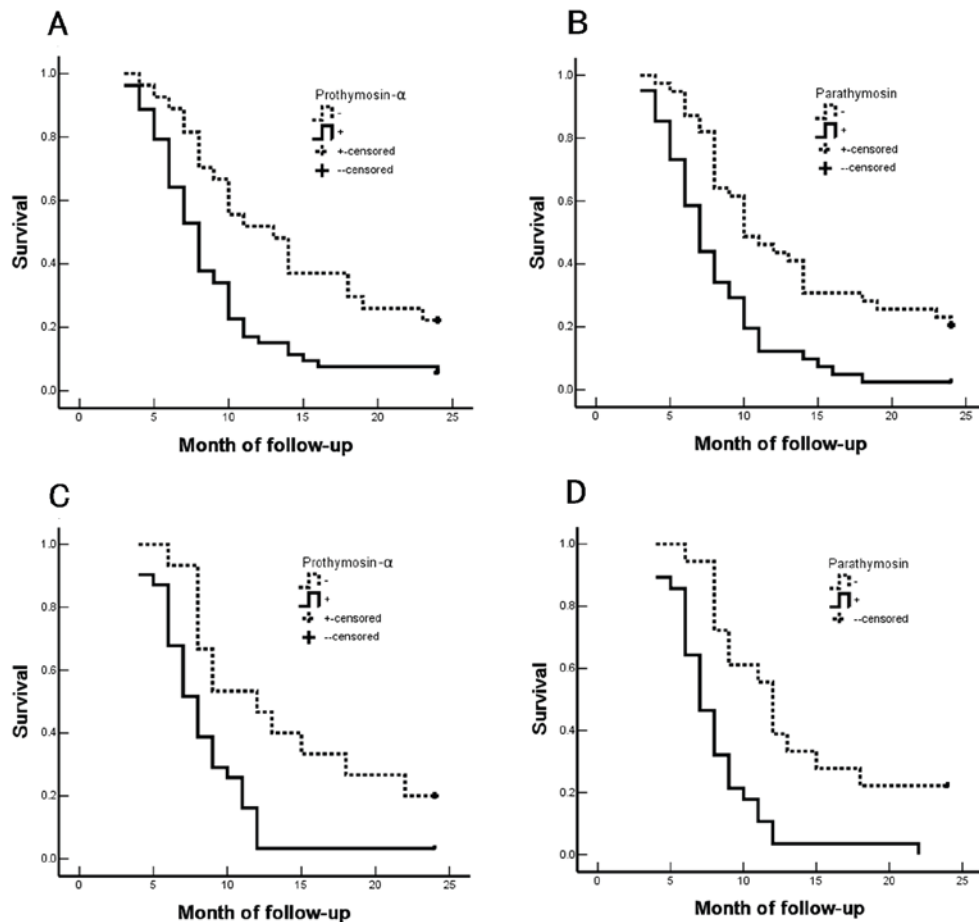 A
Prothymosin-α
-
+
+-censored
--censored
Survival
1.0
0.8
0.6
0.4
0.2
0.0
0 5 10 15 20 25
Month of follow-up
B
Parathymosin
-
+
+-censored
--censored
Survival
1.0
0.8
0.6
0.4
0.2
0.0
0 5 10 15 20 25
Month of follow-up
C
Prothymosin-α
-
+
+-censored
--censored
Survival
1.0
0.8
0.6
0.4
0.2
0.0
0 5 10 15 20 25
Month of follow-up
D
Parathymosin
-
+
--censored
Survival
1.0
0.8
0.6
0.4
0.2
0.0
0 5 10 15 20 25
Month of follow-up